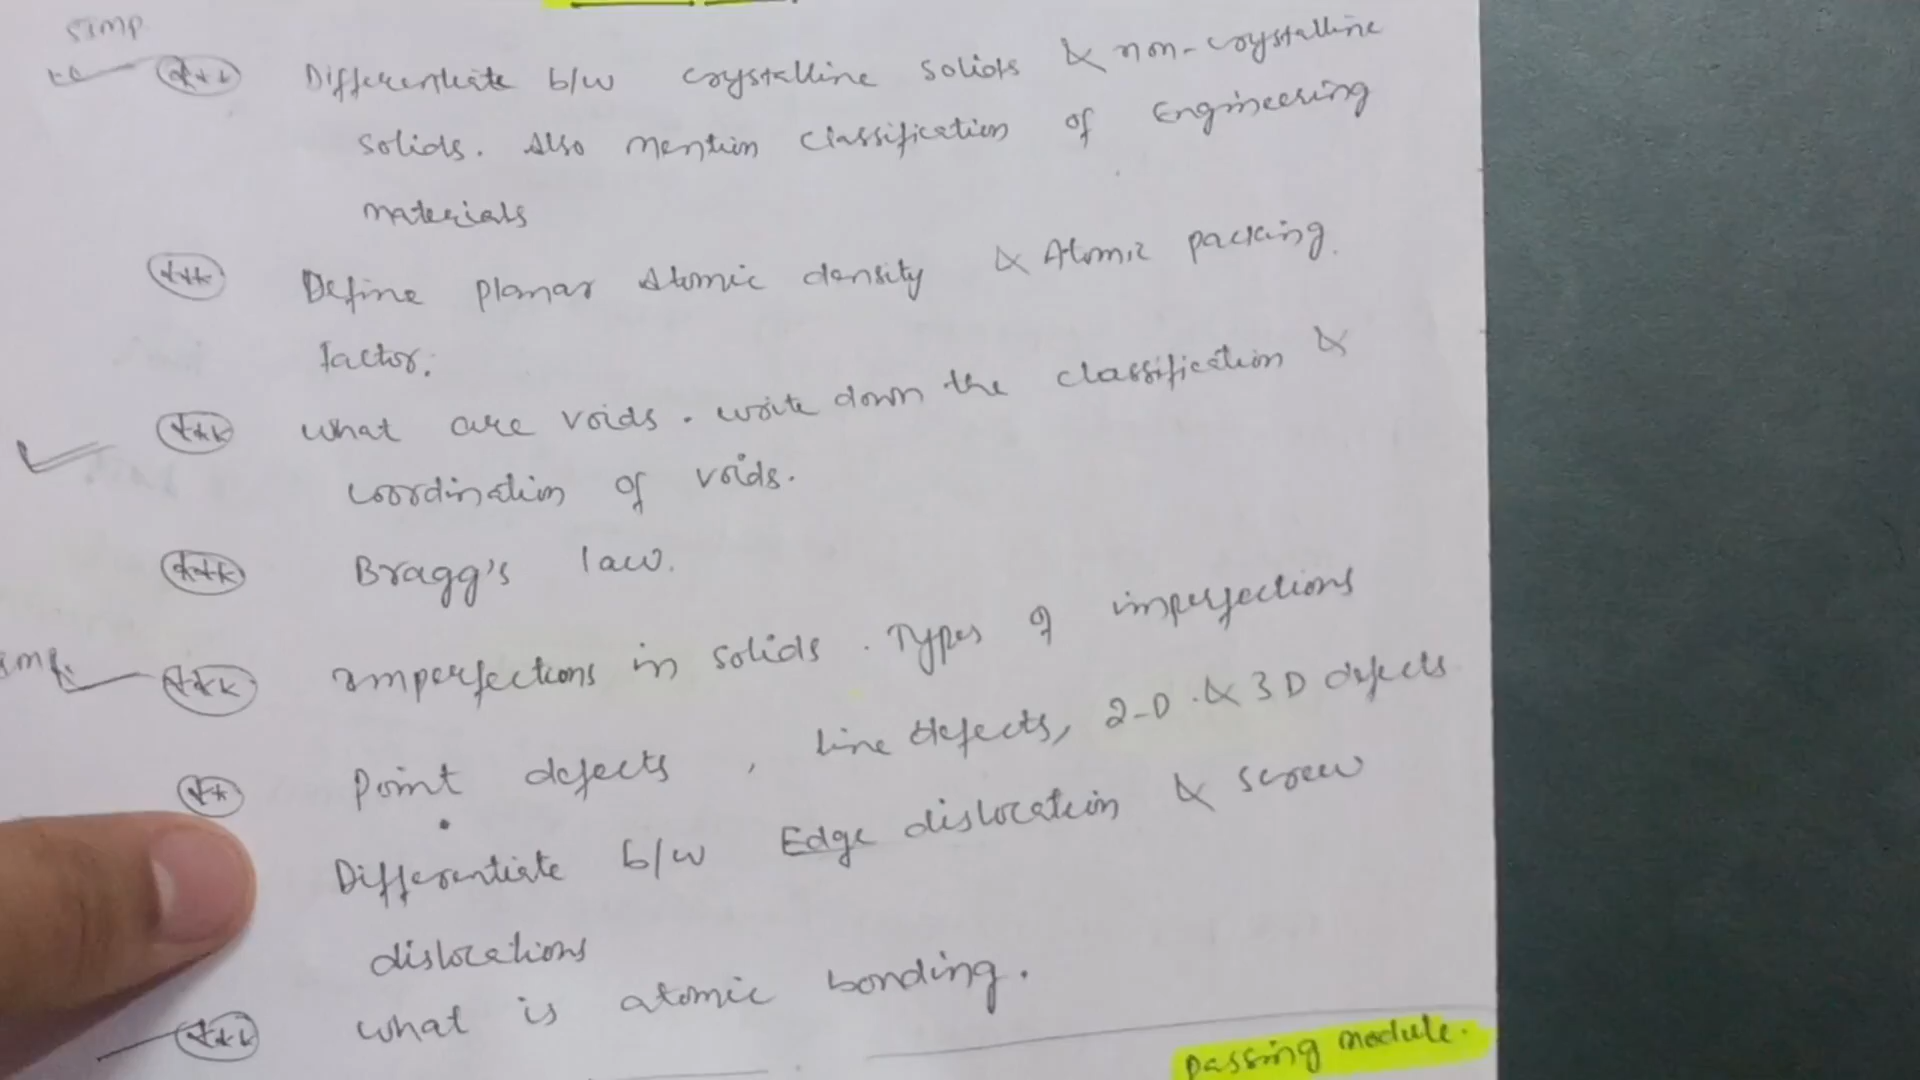 simp
*** Differentiate b/w crystalline solids & non-crystalline
solids. Also mention classification of Engineering
materials
*** Define planar Atomic density & Atomic packing
factor.
*** what are voids. write down the classification &
coordination of voids.
*** Bragg's law.
imp. *** Imperfections in solids. Types of imperfections
** Point defects, line defects, 2-D & 3D defects
Differentiate b/w Edge dislocation & screw
dislocations
*** what is atomic bonding.
passing module.